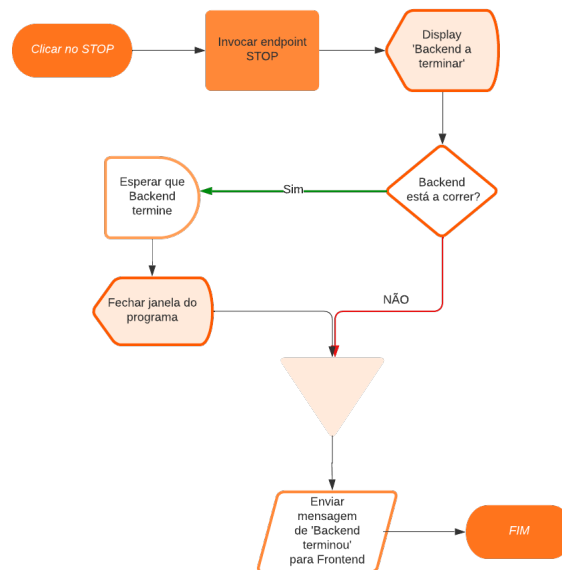 Clicar no STOP
Invocar endpoint
STOP
Display
'Backend a
terminar'
Backend
está a correr?
Sim
Esperar que
Backend
termine
Fechar janela do
programa
NÃO
Enviar
mensagem
de 'Backend
terminou'
para Frontend
FIM